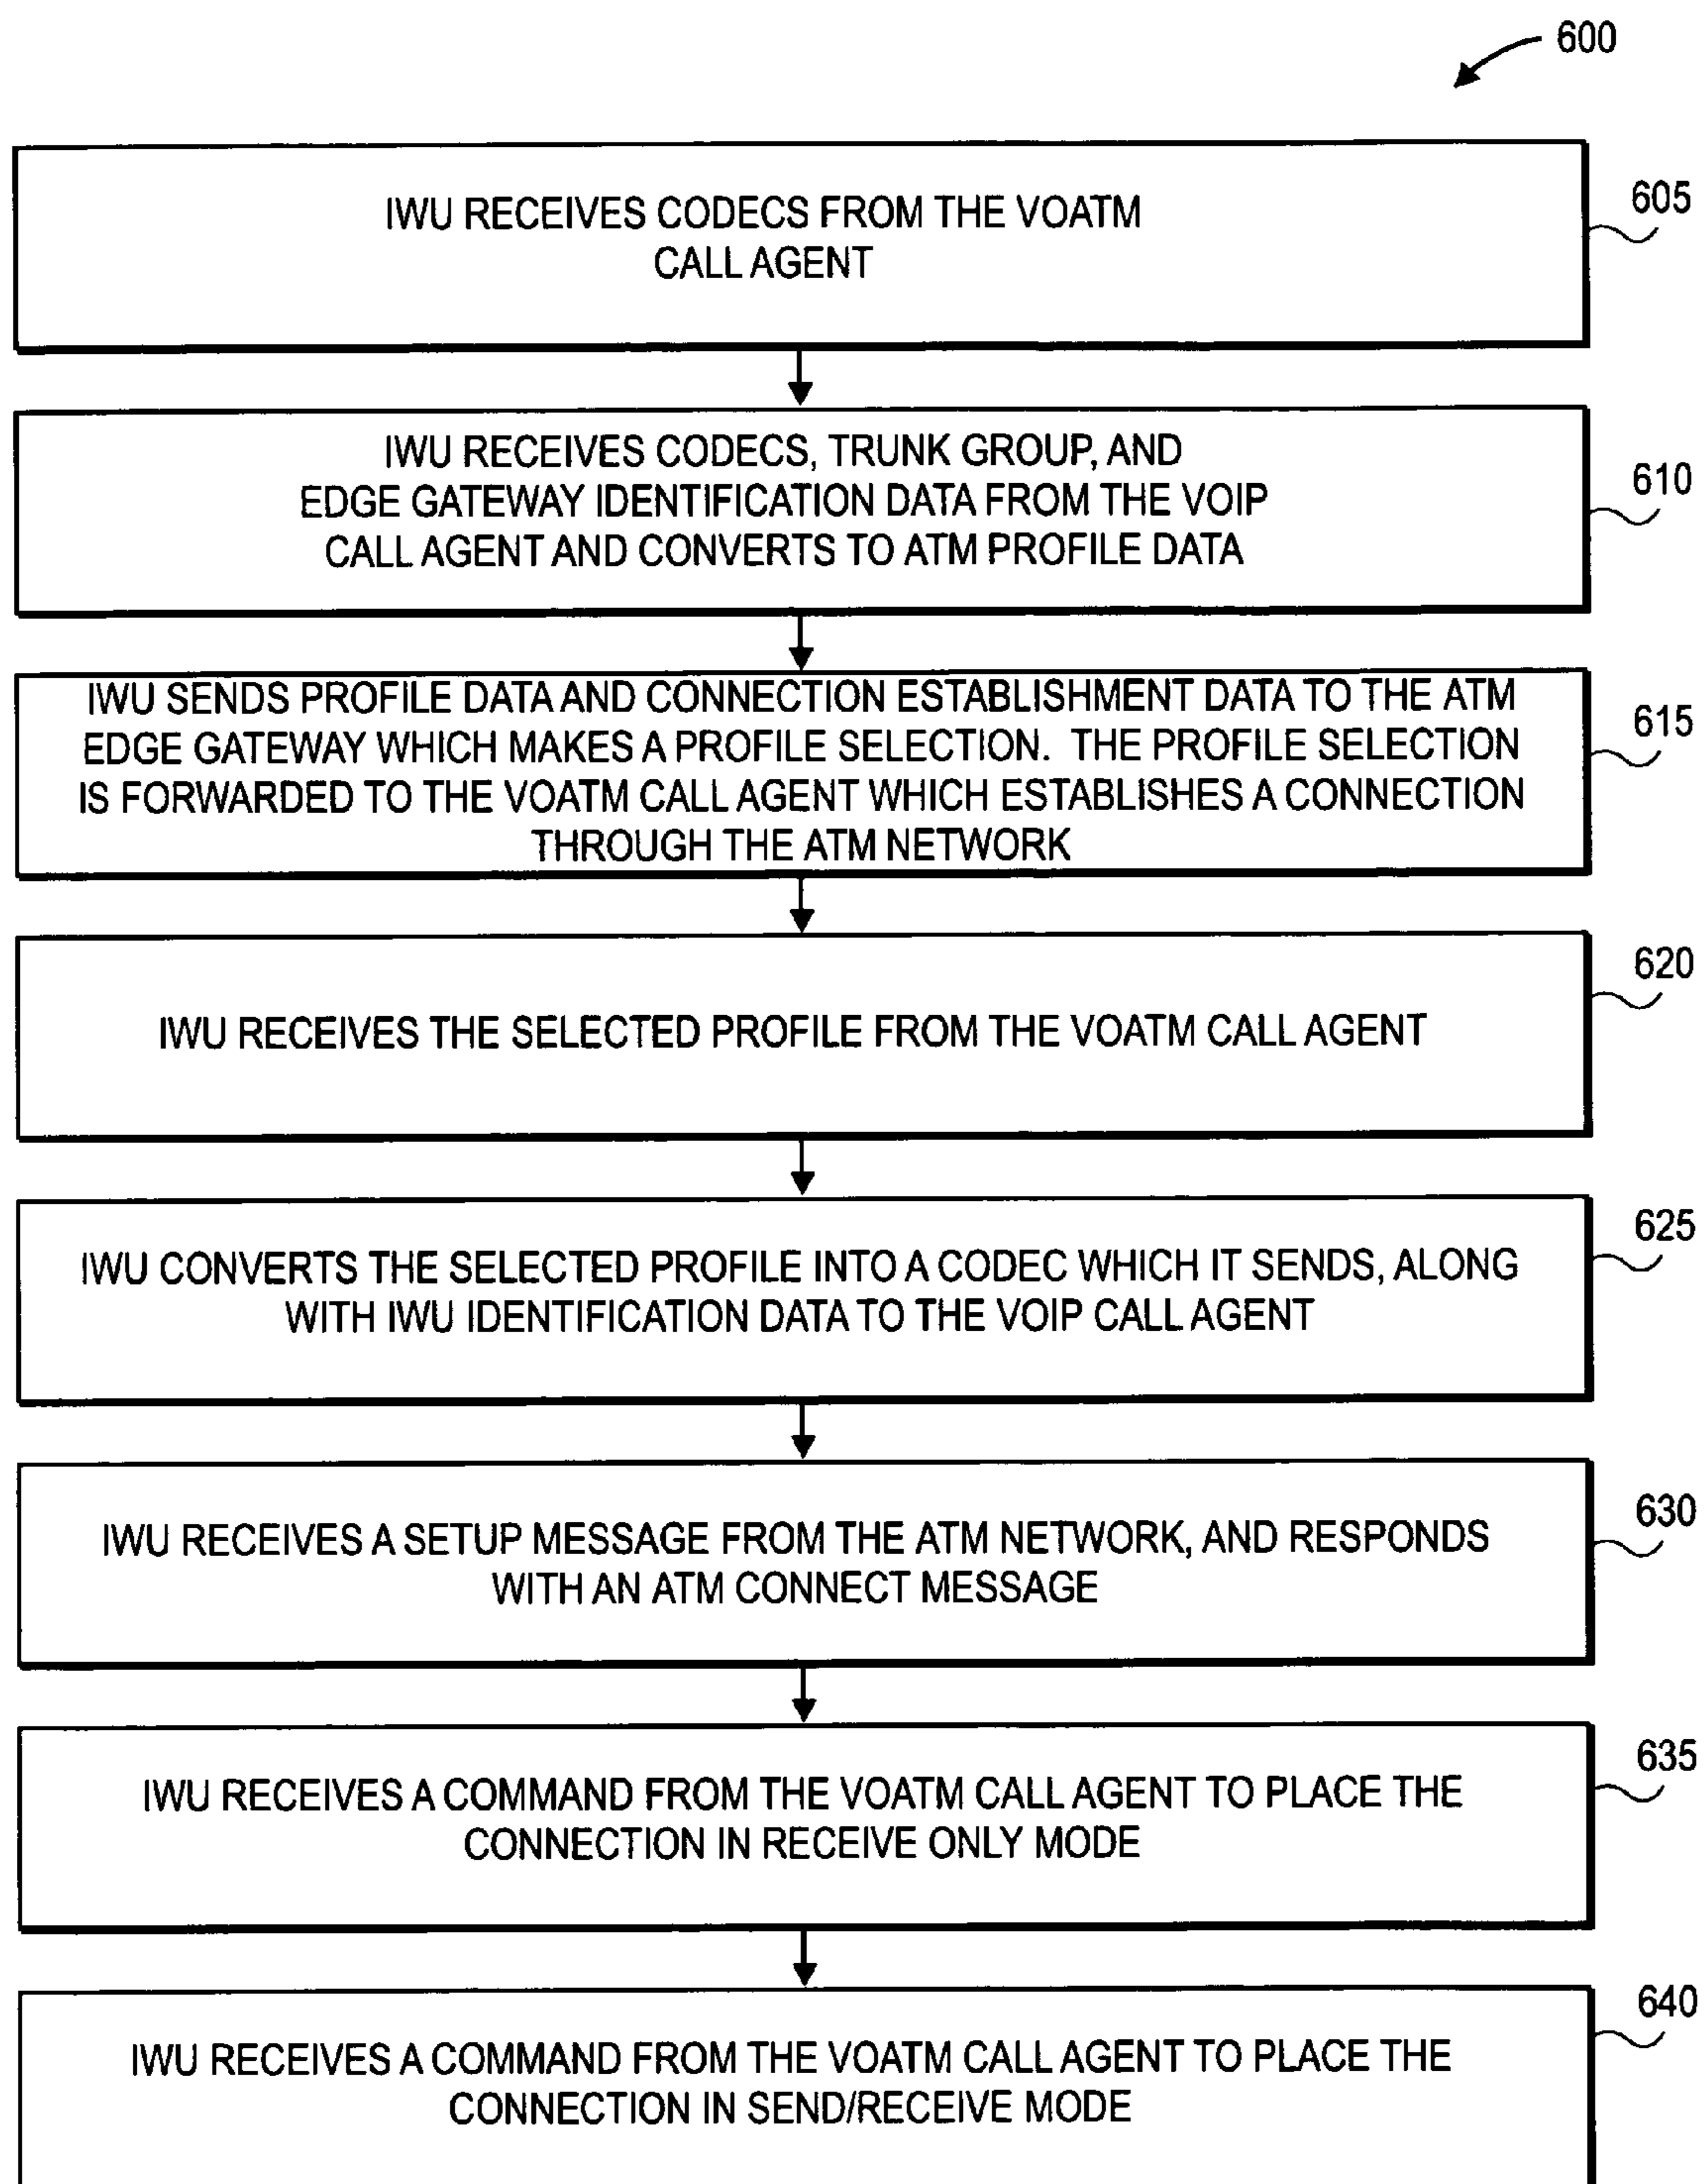 600
IWU RECEIVES CODECS FROM THE VOATM
CALL AGENT
605
IWU RECEIVES CODECS, TRUNK GROUP, AND
EDGE GATEWAY IDENTIFICATION DATA FROM THE VOIP
CALL AGENT AND CONVERTS TO ATM PROFILE DATA
610
IWU SENDS PROFILE DATA AND CONNECTION ESTABLISHMENT DATA TO THE ATM
EDGE GATEWAY WHICH MAKES A PROFILE SELECTION. THE PROFILE SELECTION
IS FORWARDED TO THE VOATM CALL AGENT WHICH ESTABLISHES A CONNECTION
THROUGH THE ATM NETWORK
615
IWU RECEIVES THE SELECTED PROFILE FROM THE VOATM CALL AGENT
620
IWU CONVERTS THE SELECTED PROFILE INTO A CODEC WHICH IT SENDS, ALONG
WITH IWU IDENTIFICATION DATA TO THE VOIP CALL AGENT
625
IWU RECEIVES A SETUP MESSAGE FROM THE ATM NETWORK, AND RESPONDS
WITH AN ATM CONNECT MESSAGE
630
IWU RECEIVES A COMMAND FROM THE VOATM CALL AGENT TO PLACE THE
CONNECTION IN RECEIVE ONLY MODE
635
IWU RECEIVES A COMMAND FROM THE VOATM CALL AGENT TO PLACE THE
CONNECTION IN SEND/RECEIVE MODE
640